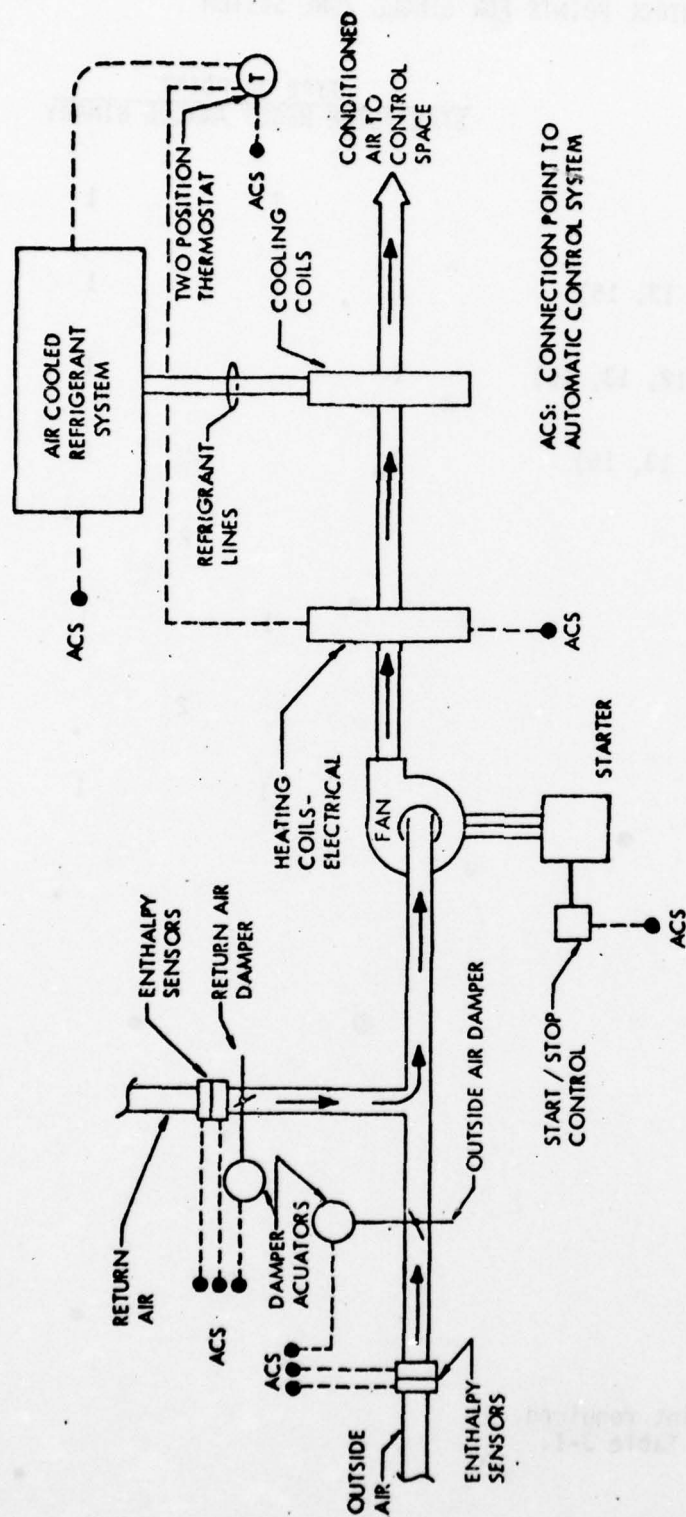 AIR COOLED
REFRIGERANT
SYSTEM
ACS
T
TWO POSITION
THERMOSTAT
ACS
REFRIGRANT
LINES
COOLING
COILS
CONDITIONED
AIR TO
CONTROL
SPACE
HEATING
COILS-
ELECTRICAL
ACS
FAN
STARTER
START / STOP
CONTROL
ACS
ENTHALPY
SENSORS
RETURN AIR
DAMPER
RETURN
AIR
ACS
DAMPER
ACUATORS
OUTSIDE AIR DAMPER
ACS
OUTSIDE
AIR
ENTHALPY
SENSORS
ACS: CONNECTION POINT TO
AUTOMATIC CONTROL SYSTEM